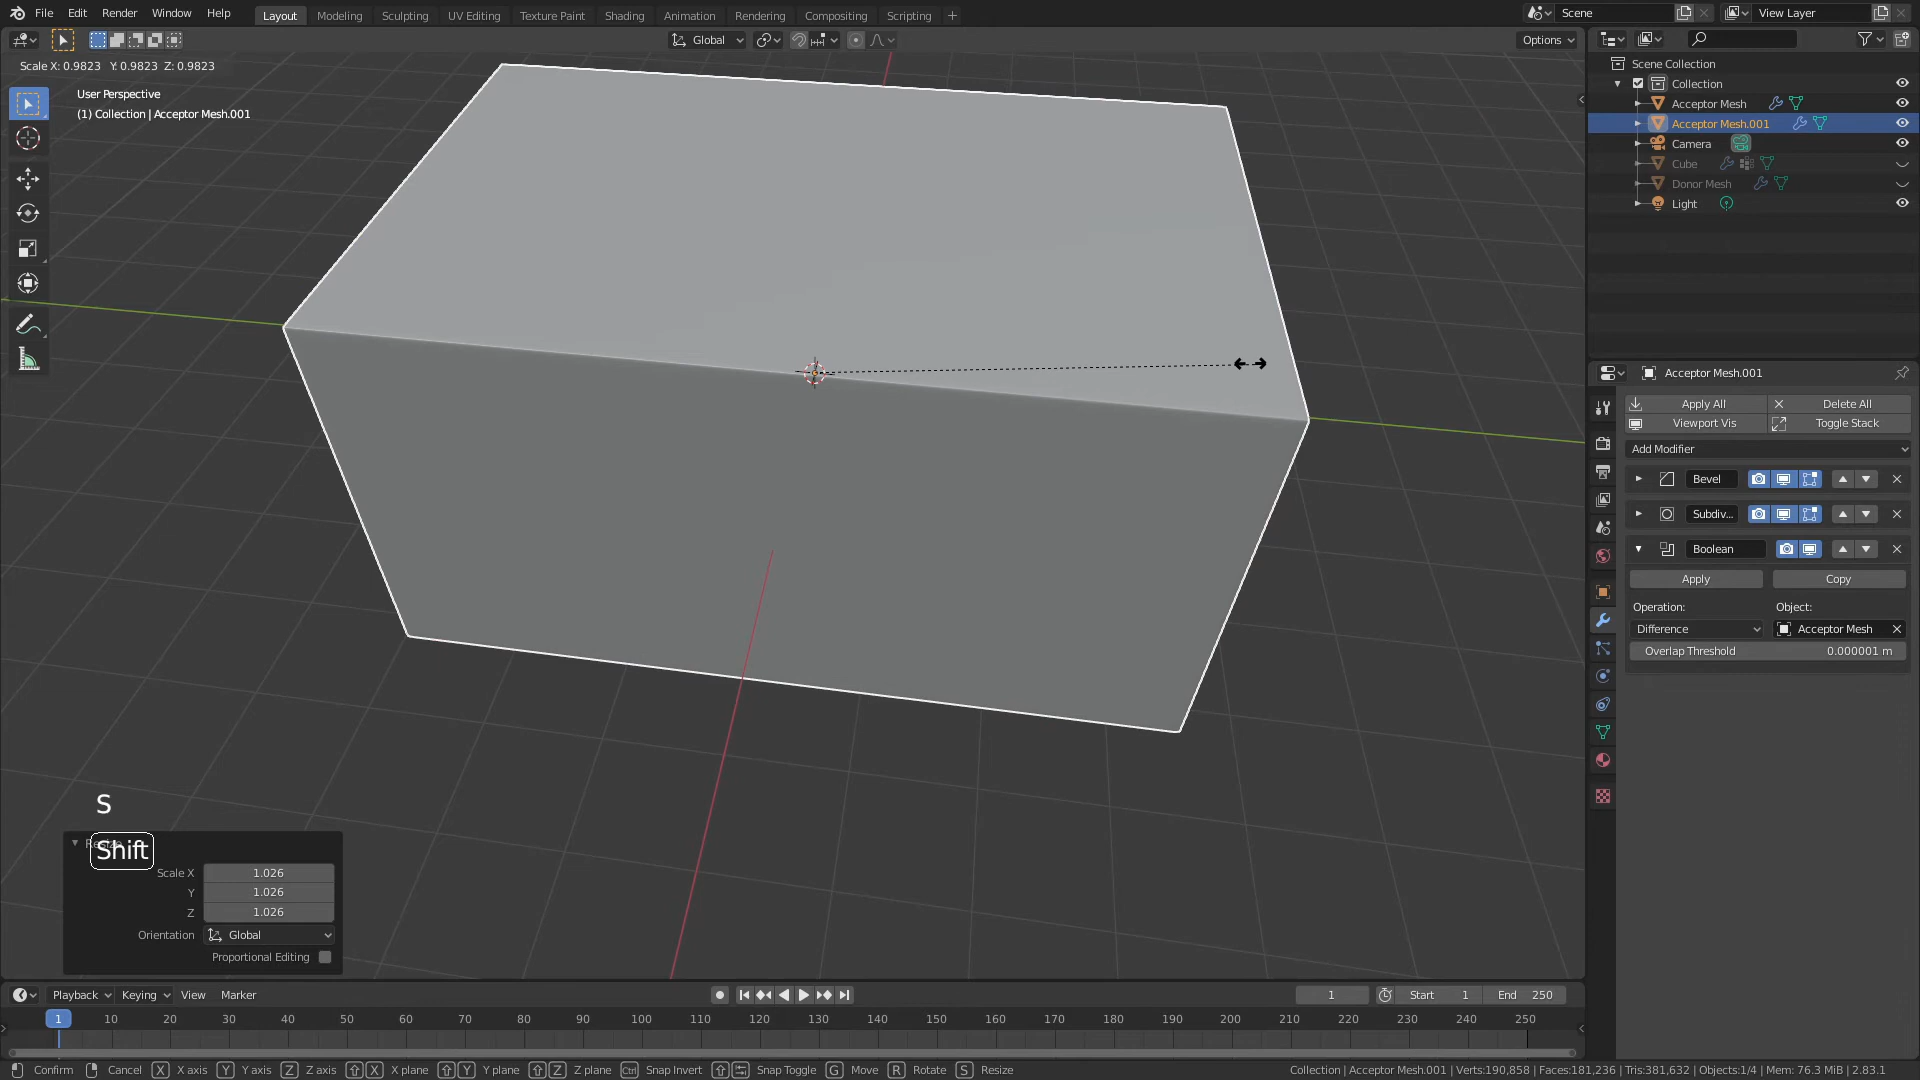 File Edit Render Window Help Layout Modeling Sculpting UV Editing Texture Paint Shading Animation Rendering Compositing Scripting + Scene View Layer
Global Options
Scale X: 0.9823 Y: 0.9823 Z: 0.9823
User Perspective
(1) Collection | Acceptor Mesh.001
Scene Collection
Collection
Acceptor Mesh
Acceptor Mesh.001
Camera
Cube
Donor Mesh
Light
Acceptor Mesh.001
Apply All Delete All
Viewport Vis Toggle Stack
Add Modifier
Bevel
Subdiv...
Boolean
Apply Copy
Operation: Object:
Difference Acceptor Mesh
Overlap Threshold 0.000001 m
S
Shift
Scale X 1.026
Y 1.026
Z 1.026
Orientation Global
Proportional Editing
Playback Keying View Marker 1 Start 1 End 250
1 10 20 30 40 50 60 70 80 90 100 110 120 130 140 150 160 170 180 190 200 210 220 230 240 250
Confirm Cancel X X axis Y Y axis Z Z axis X X plane Y Y plane Z Z plane Ctrl Snap Invert Snap Toggle G Move R Rotate S Resize Collection | Acceptor Mesh.001 | Verts:190,858 | Faces:181,236 | Tris:381,632 | Objects:1/4 | Mem: 76.3 MiB | 2.83.1